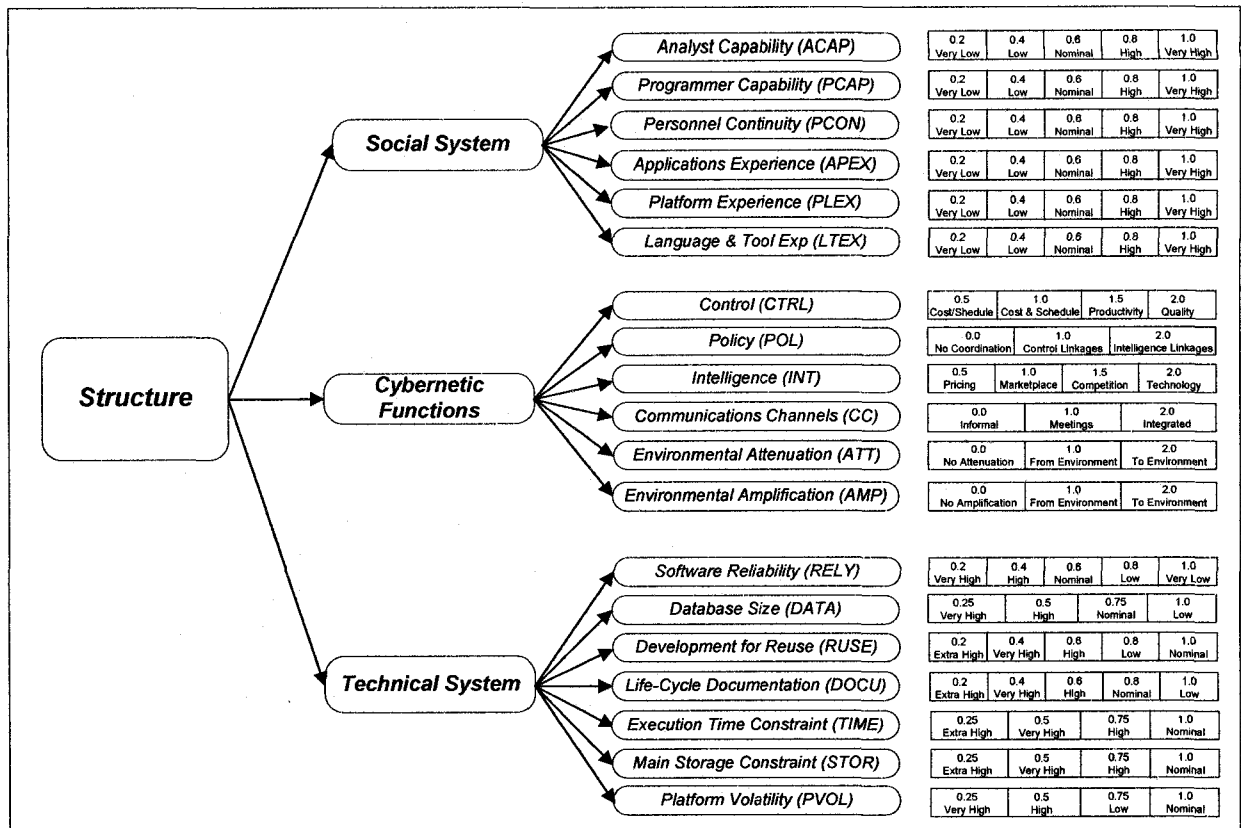 Structure
Social System
Analyst Capability (ACAP)
0.2 0.4 0.6 0.8 1.0
Very Low Low Nominal High Very High
Programmer Capability (PCAP)
0.2 0.4 0.6 0.8 1.0
Very Low Low Nominal High Very High
Personnel Continuity (PCON)
0.2 0.4 0.6 0.8 1.0
Very Low Low Nominal High Very High
Applications Experience (APEX)
0.2 0.4 0.6 0.8 1.0
Very Low Low Nominal High Very High
Platform Experience (PLEX)
0.2 0.4 0.6 0.8 1.0
Very Low Low Nominal High Very High
Language & Tool Exp (LTEX)
0.2 0.4 0.6 0.8 1.0
Very Low Low Nominal High Very High
Cybernetic
Functions
Control (CTRL)
0.5 1.0 1.5 2.0
Cost/Shedule Cost & Schedule Productivity Quality
Policy (POL)
0.0 1.0 2.0
No Coordination Control Linkages Intelligence Linkages
Intelligence (INT)
0.5 1.0 1.5 2.0
Pricing Marketplace Competition Technology
Communications Channels (CC)
0.0 1.0 2.0
Informal Meetings Integrated
Environmental Attenuation (ATT)
0.0 1.0 2.0
No Attenuation From Environment To Environment
Environmental Amplification (AMP)
0.0 1.0 2.0
No Amplification From Environment To Environment
Technical System
Software Reliability (RELY)
0.2 0.4 0.6 0.8 1.0
Very High High Nominal Low Very Low
Database Size (DATA)
0.25 0.5 0.75 1.0
Very High High Nominal Low
Development for Reuse (RUSE)
0.2 0.4 0.6 0.8 1.0
Extra High Very High High Low Nominal
Life-Cycle Documentation (DOCU)
0.2 0.4 0.6 0.8 1.0
Extra High Very High High Nominal Low
Execution Time Constraint (TIME)
0.25 0.5 0.75 1.0
Extra High Very High High Nominal
Main Storage Constraint (STOR)
0.25 0.5 0.75 1.0
Extra High Very High High Nominal
Platform Volatility (PVOL)
0.25 0.5 0.75 1.0
Very High High Low Nominal